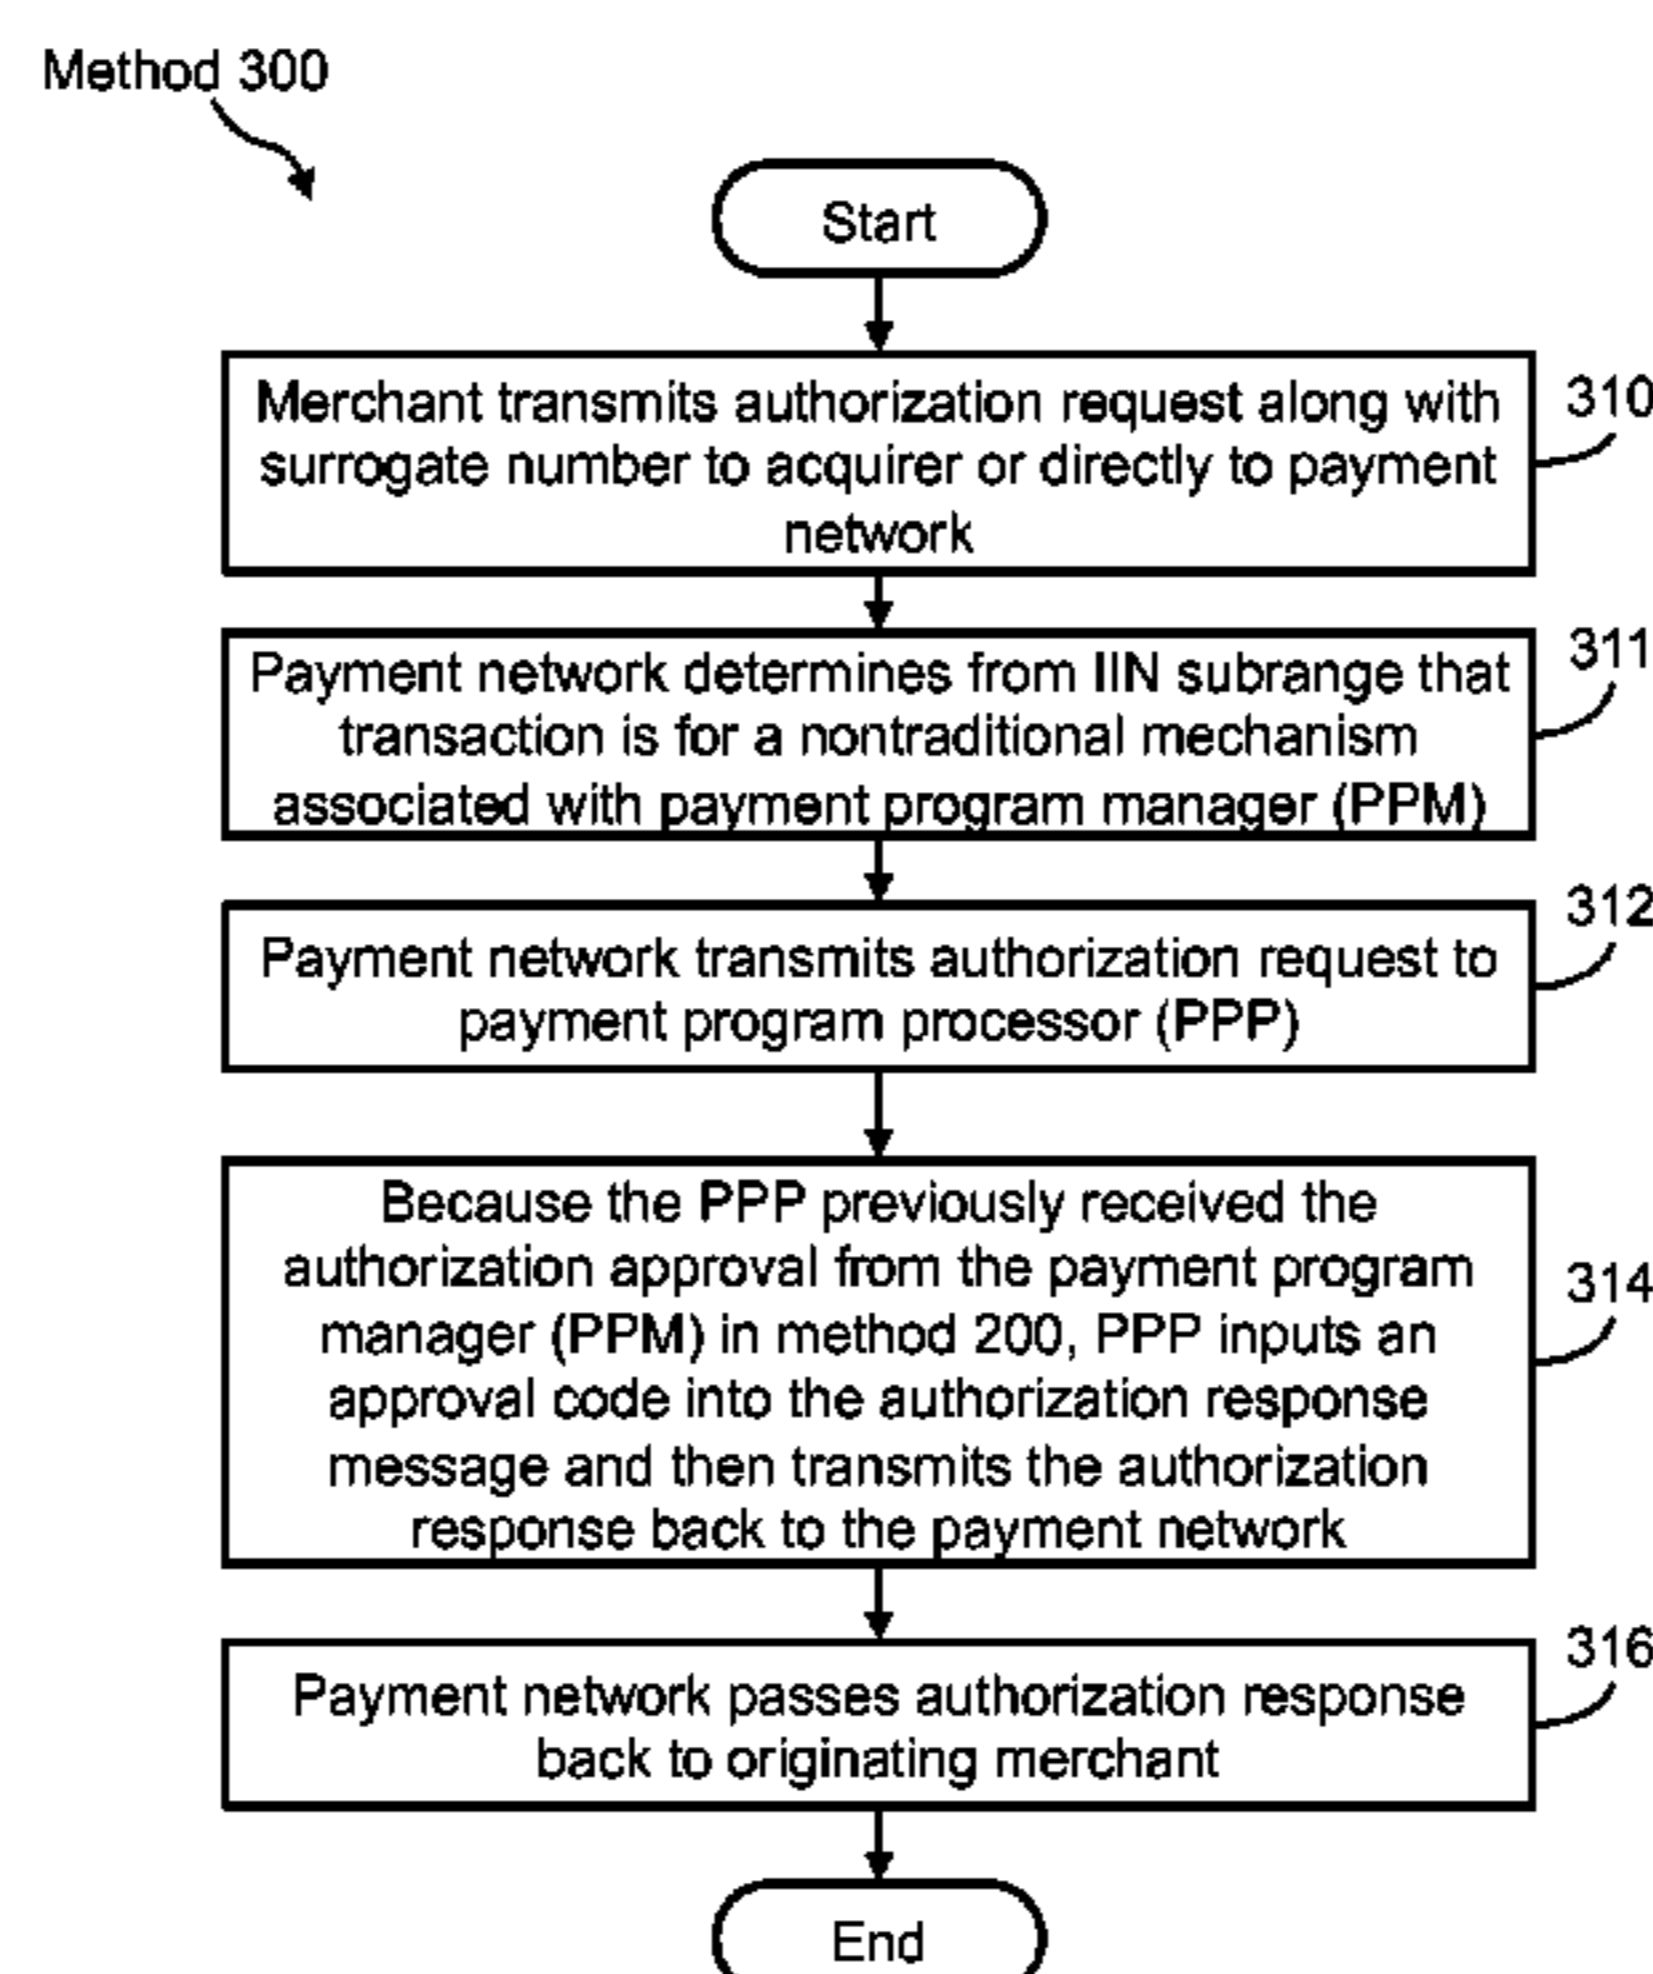 Method 300
Start
Merchant transmits authorization request along with
surrogate number to acquirer or directly to payment
network
310
Payment network determines from IIN subrange that
transaction is for a nontraditional mechanism
associated with payment program manager (PPM)
311
Payment network transmits authorization request to
payment program processor (PPP)
312
Because the PPP previously received the
authorization approval from the payment program
manager (PPM) in method 200, PPP inputs an
approval code into the authorization response
message and then transmits the authorization
response back to the payment network
314
Payment network passes authorization response
back to originating merchant
316
End